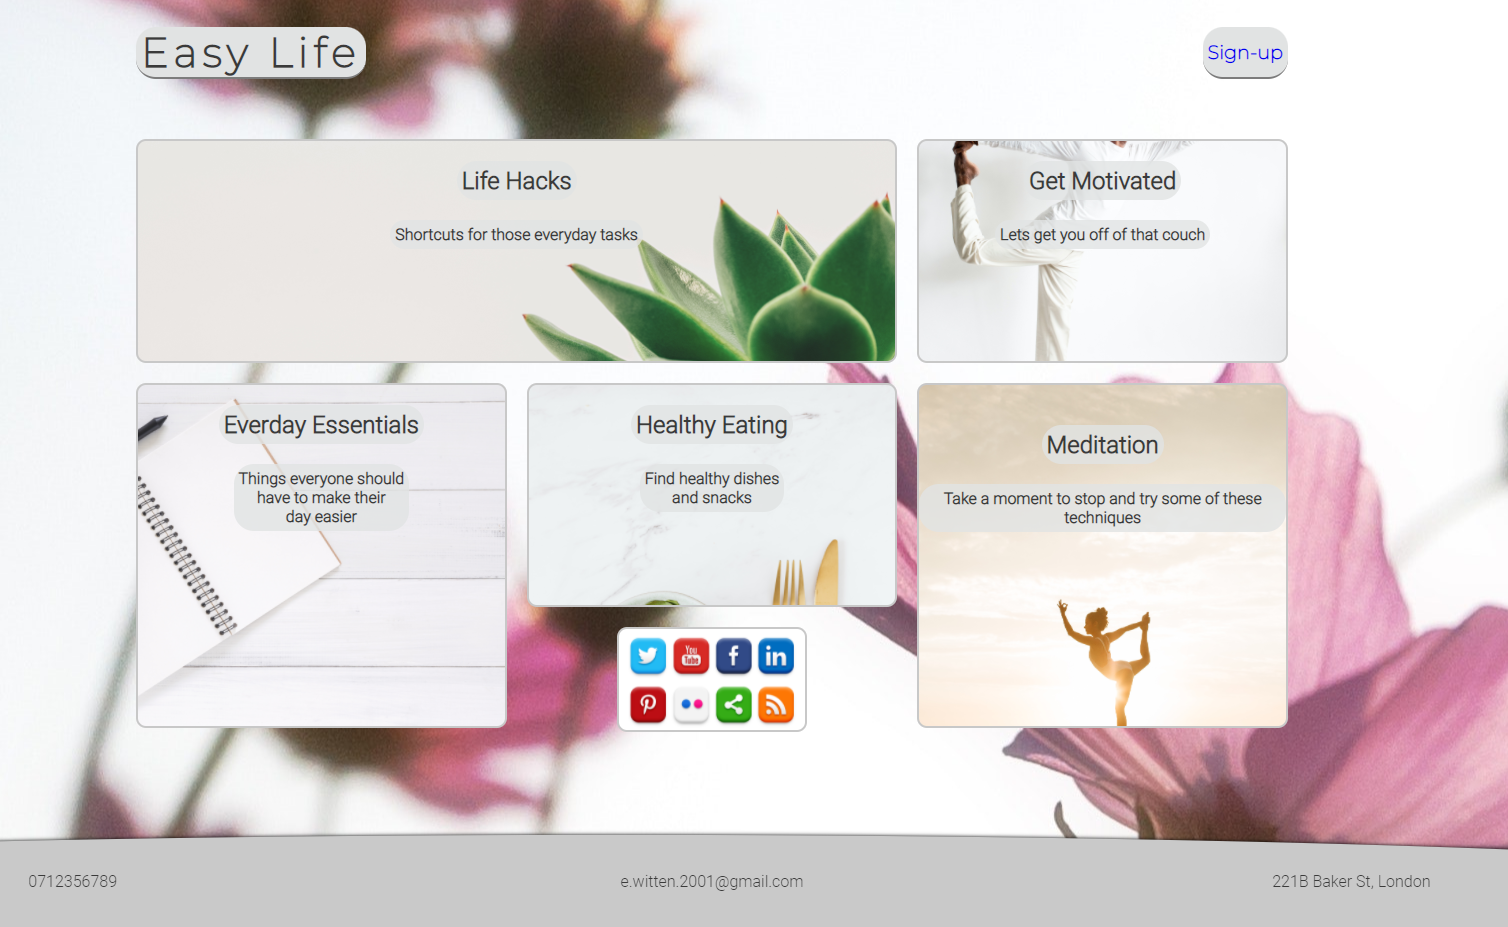 Easy Life
Sign-up
Life Hacks
Shortcuts for those everyday tasks
Get Motivated
Lets get you off of that couch
Everday Essentials
Things everyone should
have to make their
day easier
Healthy Eating
Find healthy dishes
and snacks
Meditation
Take a moment to stop and try some of these
techniques
You
Tube
f
in
0712356789
e.witten.2001@gmail.com
221B Baker St, London